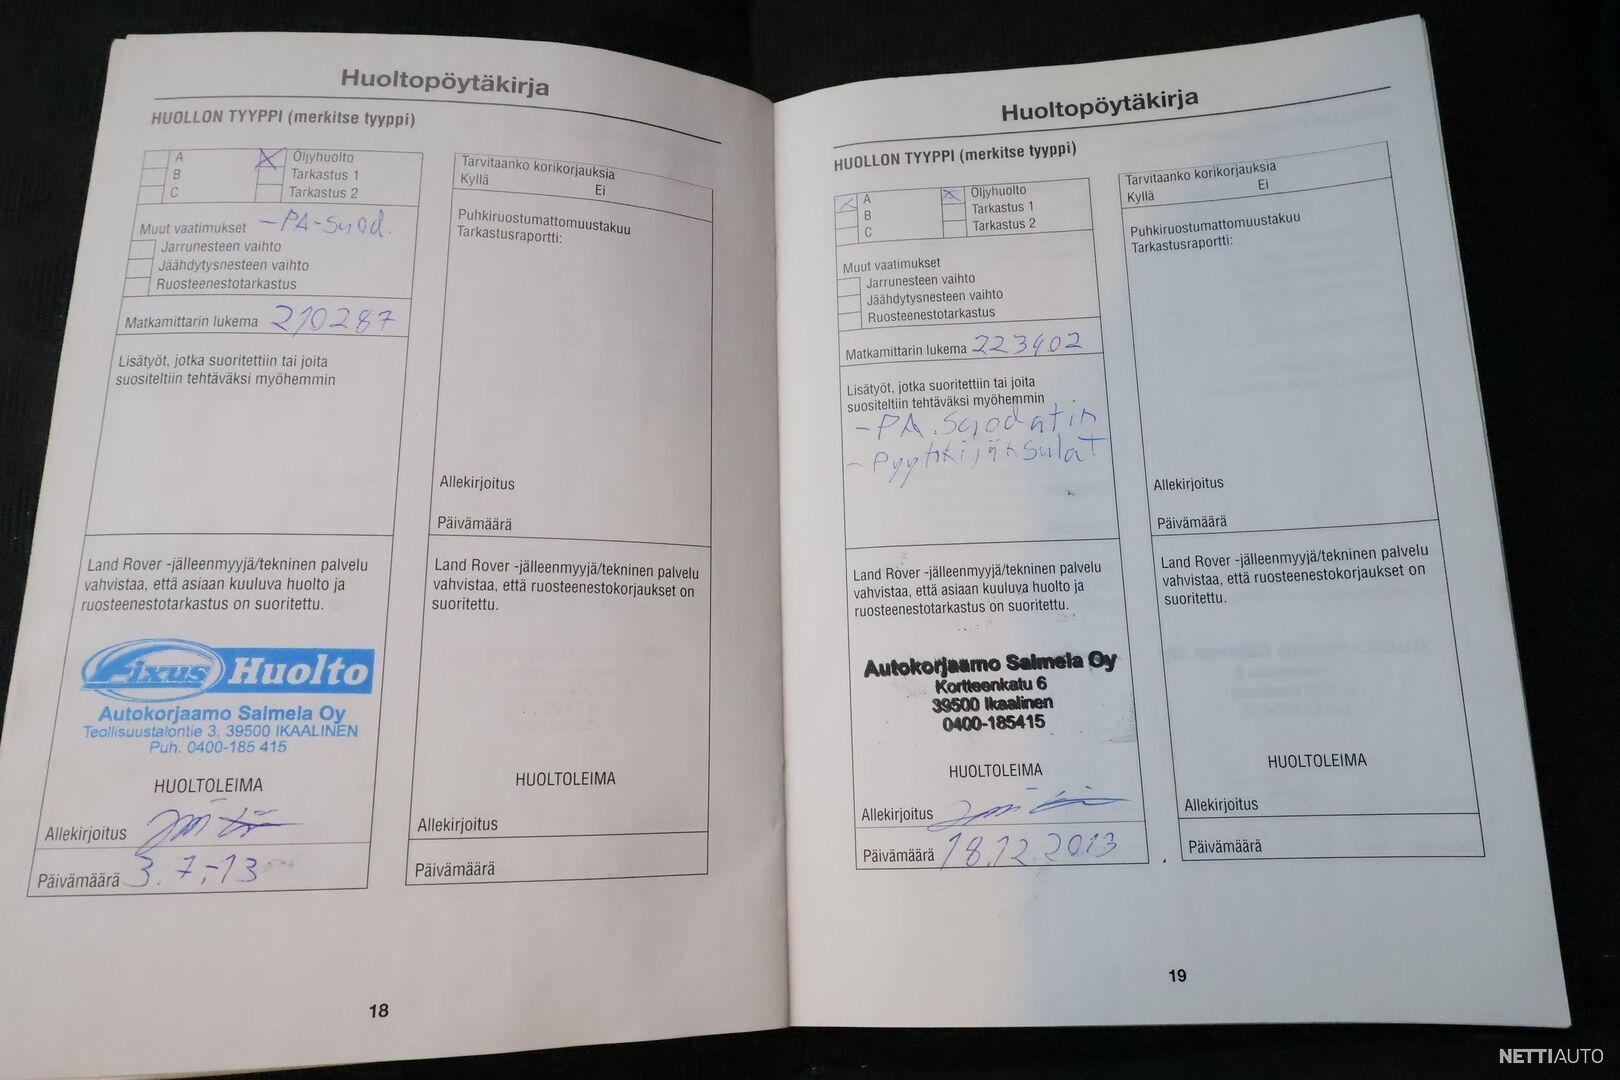 Huoltopöytäkirja
HUOLLON TYYPPI (merkitse tyyppi)
A
B
C
Öljyhuolto
Tarkastus 1
Tarkastus 2
Muut vaatimukset -PA-Suod.
Jarrunesteen vaihto
Jäähdytysnesteen vaihto
Ruosteenestotarkastus
Matkamittarin lukema 210287
Lisätyöt, jotka suoritettiin tai joita
suositeltiin tehtäväksi myöhemmin
Land Rover -jälleenmyyjä/tekninen palvelu
vahvistaa, että asiaan kuuluva huolto ja
ruosteenestotarkastus on suoritettu.
Fixus Huolto
Autokorjaamo Salmela Oy
Teollisuustalontie 3, 39500 IKAALINEN
Puh. 0400-185 415
HUOLTOLEIMA
Allekirjoitus
Päivämäärä 3.7.-13
Tarvitaanko korikorjauksia
Kyllä Ei
Puhkiruostumattomuustakuu
Tarkastusraportti:
Allekirjoitus
Päivämäärä
Land Rover -jälleenmyyjä/tekninen palvelu
vahvistaa, että ruosteenestokorjaukset on
suoritettu.
HUOLTOLEIMA
Allekirjoitus
Päivämäärä
18
Huoltopöytäkirja
HUOLLON TYYPPI (merkitse tyyppi)
A
B
C
Öljyhuolto
Tarkastus 1
Tarkastus 2
Muut vaatimukset
Jarrunesteen vaihto
Jäähdytysnesteen vaihto
Ruosteenestotarkastus
Matkamittarin lukema 223402
Lisätyöt, jotka suoritettiin tai joita
suositeltiin tehtäväksi myöhemmin
-PA.Suodatin
-Pyyhkijänsulat
Land Rover -jälleenmyyjä/tekninen palvelu
vahvistaa, että asiaan kuuluva huolto ja
ruosteenestotarkastus on suoritettu.
Autokorjaamo Salmela Oy
Kortteenkatu 6
39500 Ikaalinen
0400-185415
HUOLTOLEIMA
Allekirjoitus
Päivämäärä 18.12.2013
Tarvitaanko korikorjauksia
Kyllä Ei
Puhkiruostumattomuustakuu
Tarkastusraportti:
Allekirjoitus
Päivämäärä
Land Rover -jälleenmyyjä/tekninen palvelu
vahvistaa, että ruosteenestokorjaukset on
suoritettu.
HUOLTOLEIMA
Allekirjoitus
Päivämäärä
19
NETTIAUTO